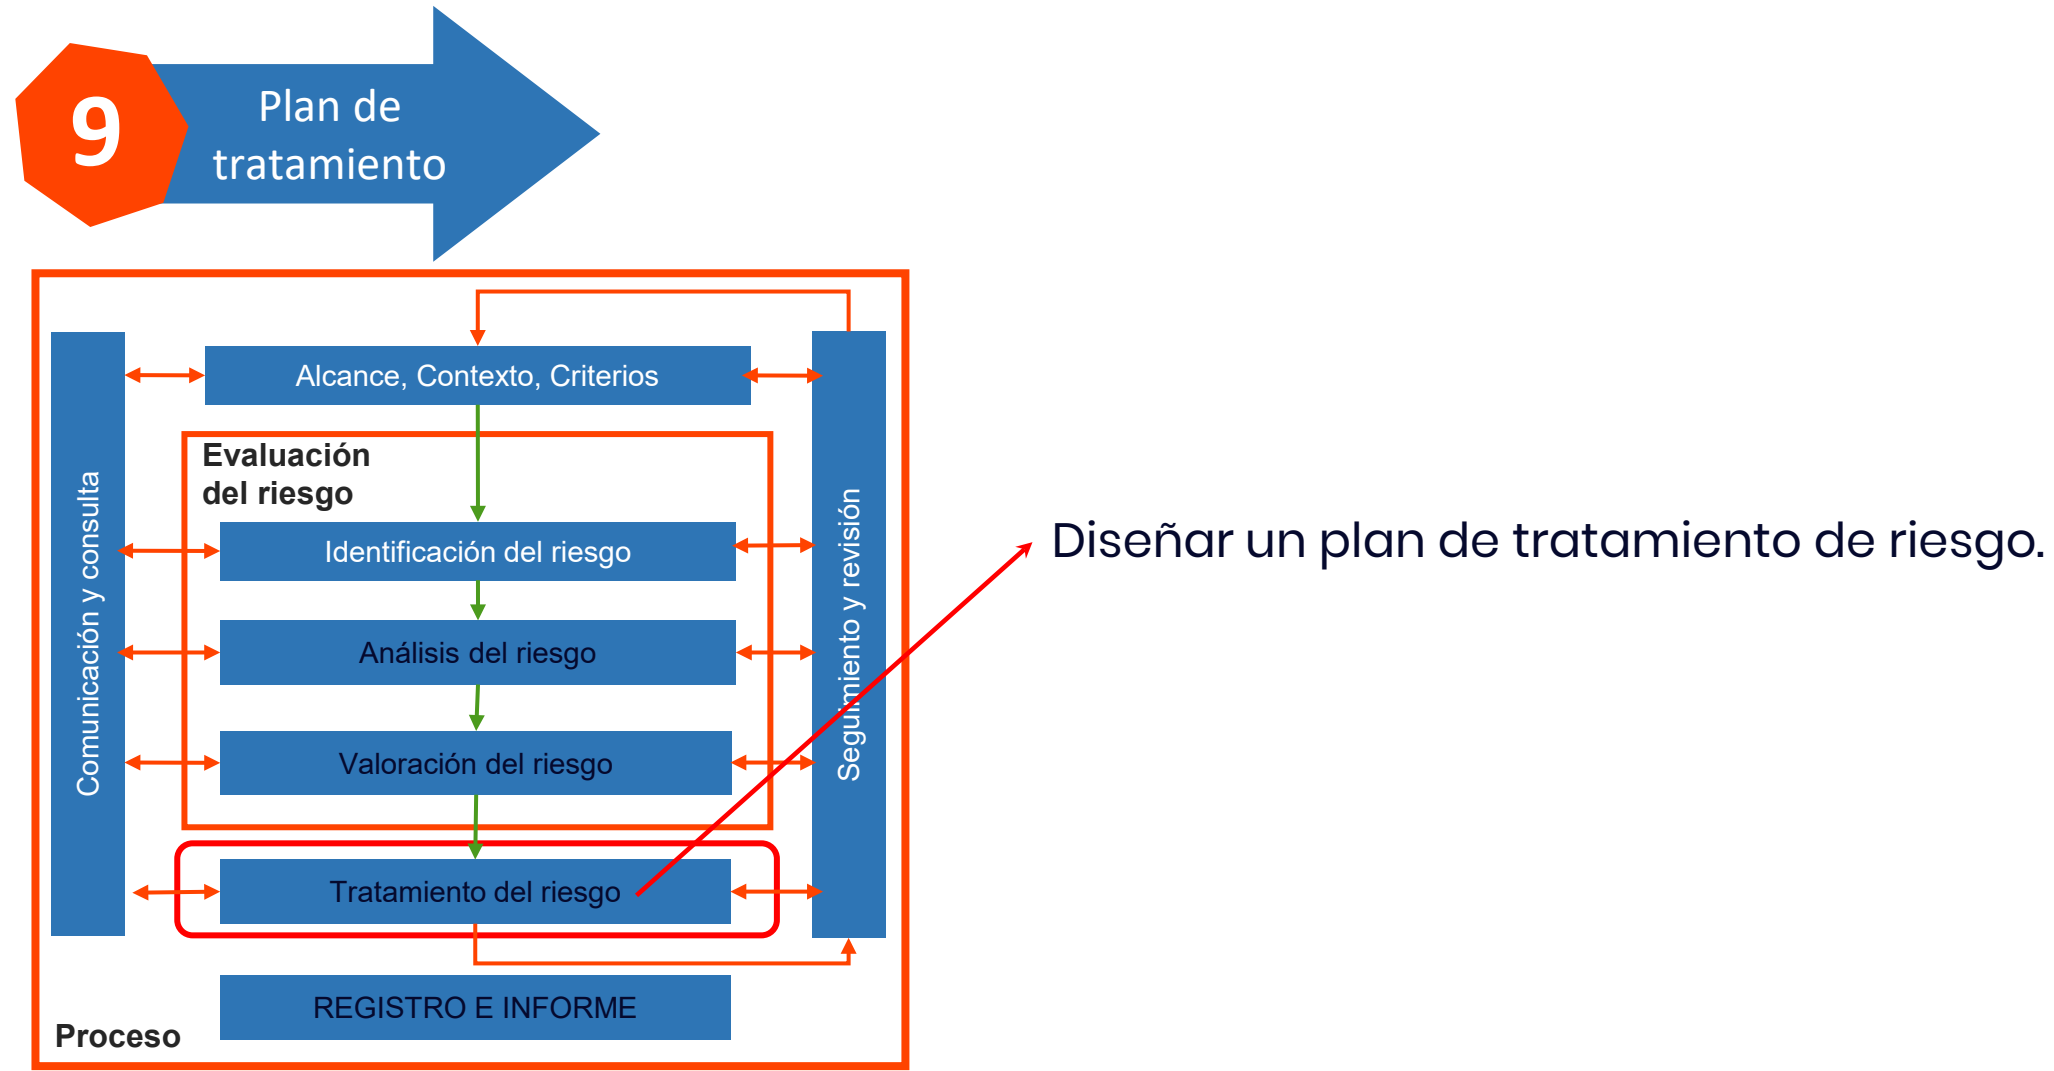 9
Plan de
tratamiento
Alcance, Contexto, Criterios
Evaluación
del riesgo
Comunicación y consulta
Identificación del riesgo
Análisis del riesgo
Valoración del riesgo
Tratamiento del riesgo
Seguimiento y revisión
Diseñar un plan de tratamiento de riesgo.
REGISTRO E INFORME
Proceso